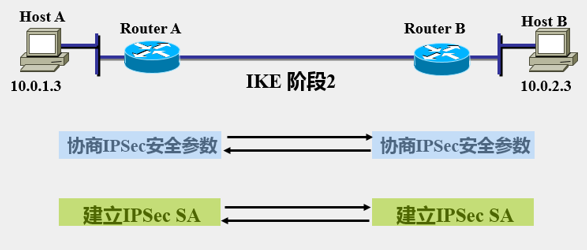 Host A
Router A
Router B
Host B
10.0.1.3
IKE 阶段2
10.0.2.3
协商IPSec安全参数
协商IPSec安全参数
建立IPSec SA
建立IPSec SA